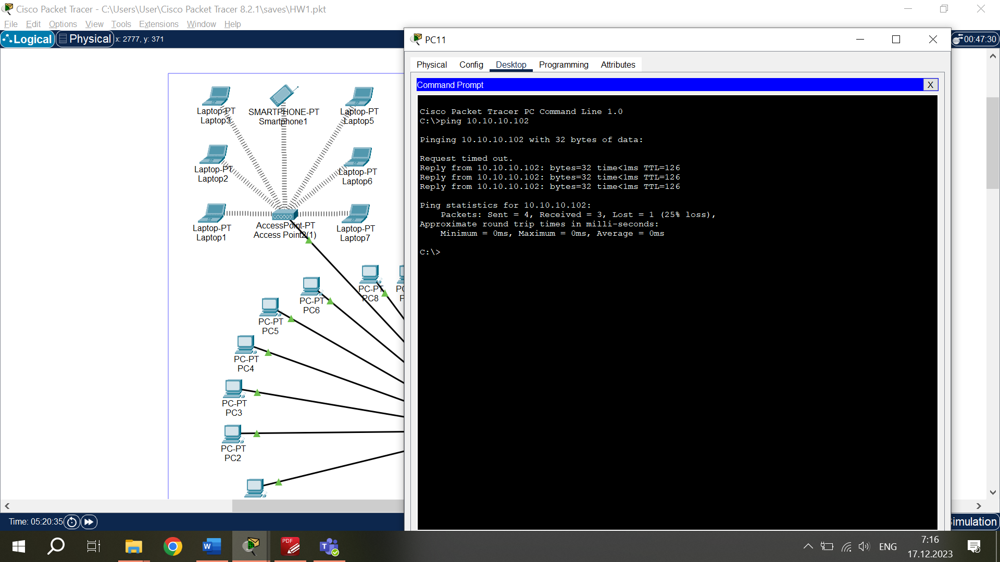 Cisco Packet Tracer - C:\Users\User\Cisco Packet Tracer 8.2.1\saves\HW1.pkt
File Edit Options View Tools Extensions Window Help
Logical Physical x: 2777, y: 371
00:47:30
PC11
Physical Config Desktop Programming Attributes
Command Prompt
X
Cisco Packet Tracer PC Command Line 1.0
C:\>ping 10.10.10.102
Pinging 10.10.10.102 with 32 bytes of data:
Request timed out.
Reply from 10.10.10.102: bytes=32 time<1ms TTL=126
Reply from 10.10.10.102: bytes=32 time<1ms TTL=126
Reply from 10.10.10.102: bytes=32 time<1ms TTL=126
Ping statistics for 10.10.10.102:
Packets: Sent = 4, Received = 3, Lost = 1 (25% loss),
Approximate round trip times in milli-seconds:
Minimum = 0ms, Maximum = 0ms, Average = 0ms
C:\>
Laptop-PT
Laptop3
SMARTPHONE-PT
Smartphone1
Laptop-PT
Laptop5
Laptop-PT
Laptop2
Laptop-PT
Laptop6
Laptop-PT
Laptop1
AccessPoint-PT
Access Point2(1)
Laptop-PT
Laptop7
PC-PT
PC8
PC-PT
PC6
PC-PT
PC5
PC-PT
PC4
PC-PT
PC3
PC-PT
PC2
Time: 05:20:35
imulation
W
PDF
T
ENG
7:16
17.12.2023